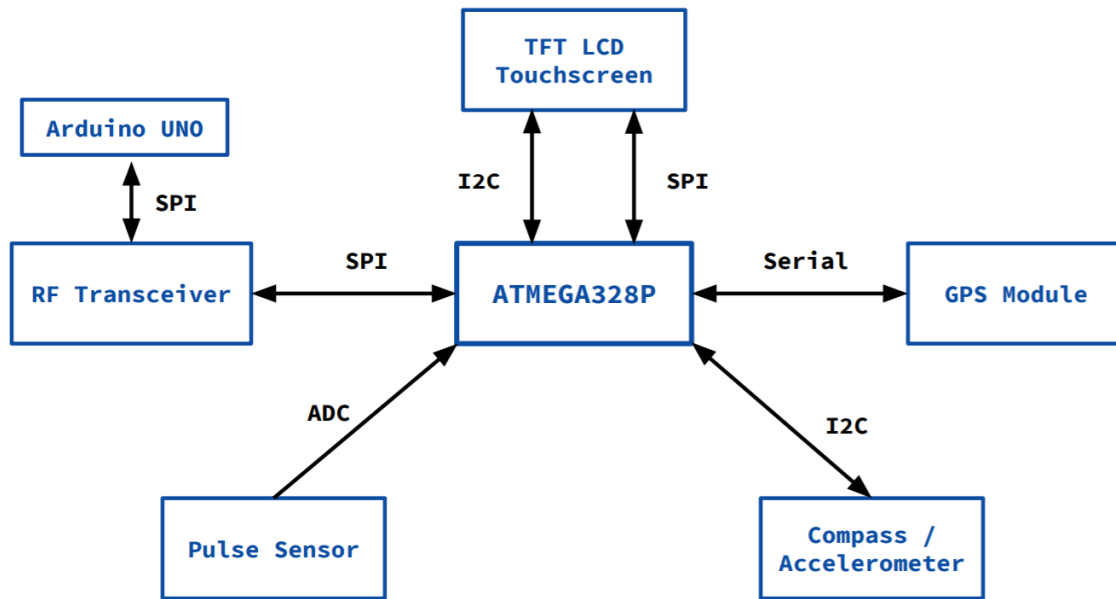 TFT LCD
Touchscreen
Arduino UNO
I2C
SPI
SPI
RF Transceiver
SPI
ATMEGA328P
Serial
GPS Module
ADC
I2C
Pulse Sensor
Compass /
Accelerometer